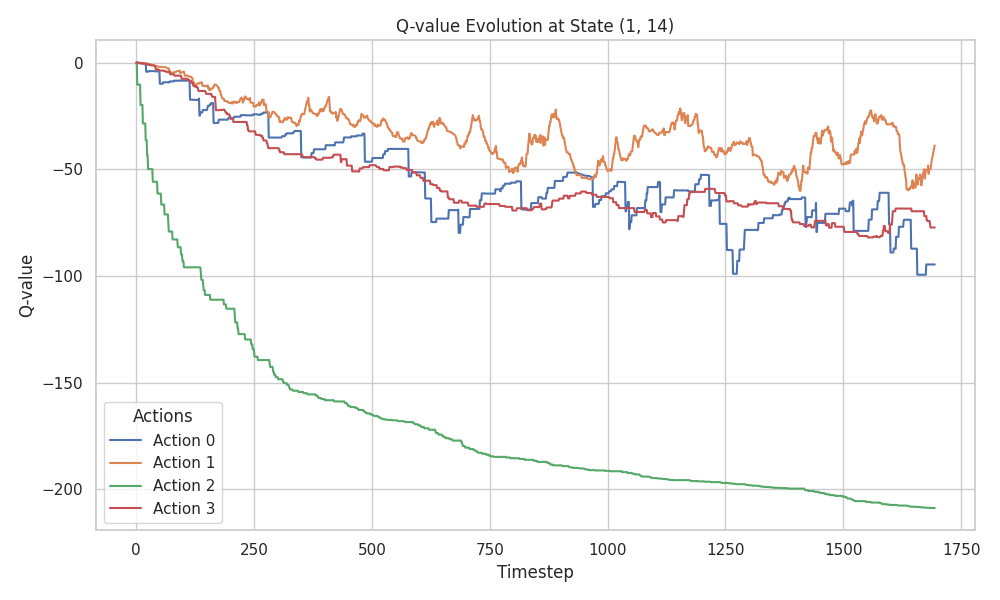 Q-value Evolution at State (1, 14)
Q-value
0
−50
−100
−150
−200
Actions
Action 0
Action 1
Action 2
Action 3
0 250 500 750 1000 1250 1500 1750
Timestep